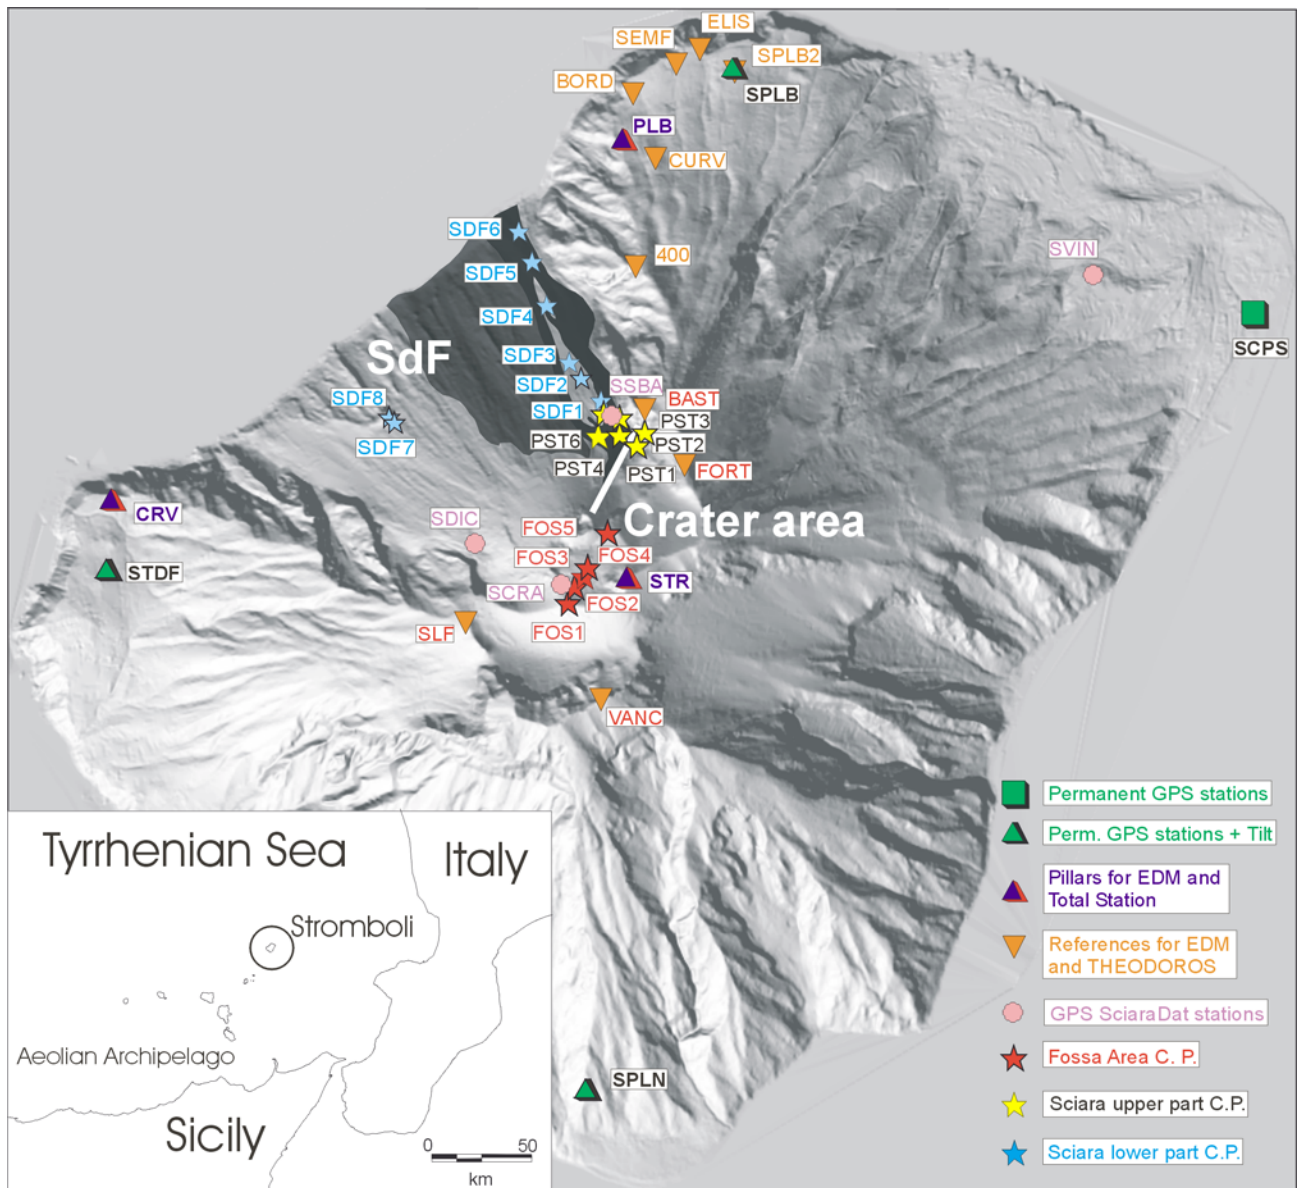 ELIS
SEMF
SPLB2
BORD
SPLB
PLB
CURV
SDF6
400
SVIN
SDF5
SDF4
SCPS
SdF
SDF3
SDF2
SSBA
SDF8
BAST
SDF1
PST3
SDF7
PST6
PST2
PST4
PST1
FORT
CRV
SDIC
FOS5
Crater area
FOS3
FOS4
STDF
STR
SCRA
FOS2
SLF
FOS1
VANC
Permanent GPS stations
Perm. GPS stations + Tilt
Pillars for EDM and
Total Station
References for EDM
and THEODOROS
GPS SciaraDat stations
Fossa Area C. P.
Sciara upper part C.P.
Sciara lower part C.P.
SPLN
Tyrrhenian Sea
Italy
Stromboli
Aeolian Archipelago
Sicily
0 50
km